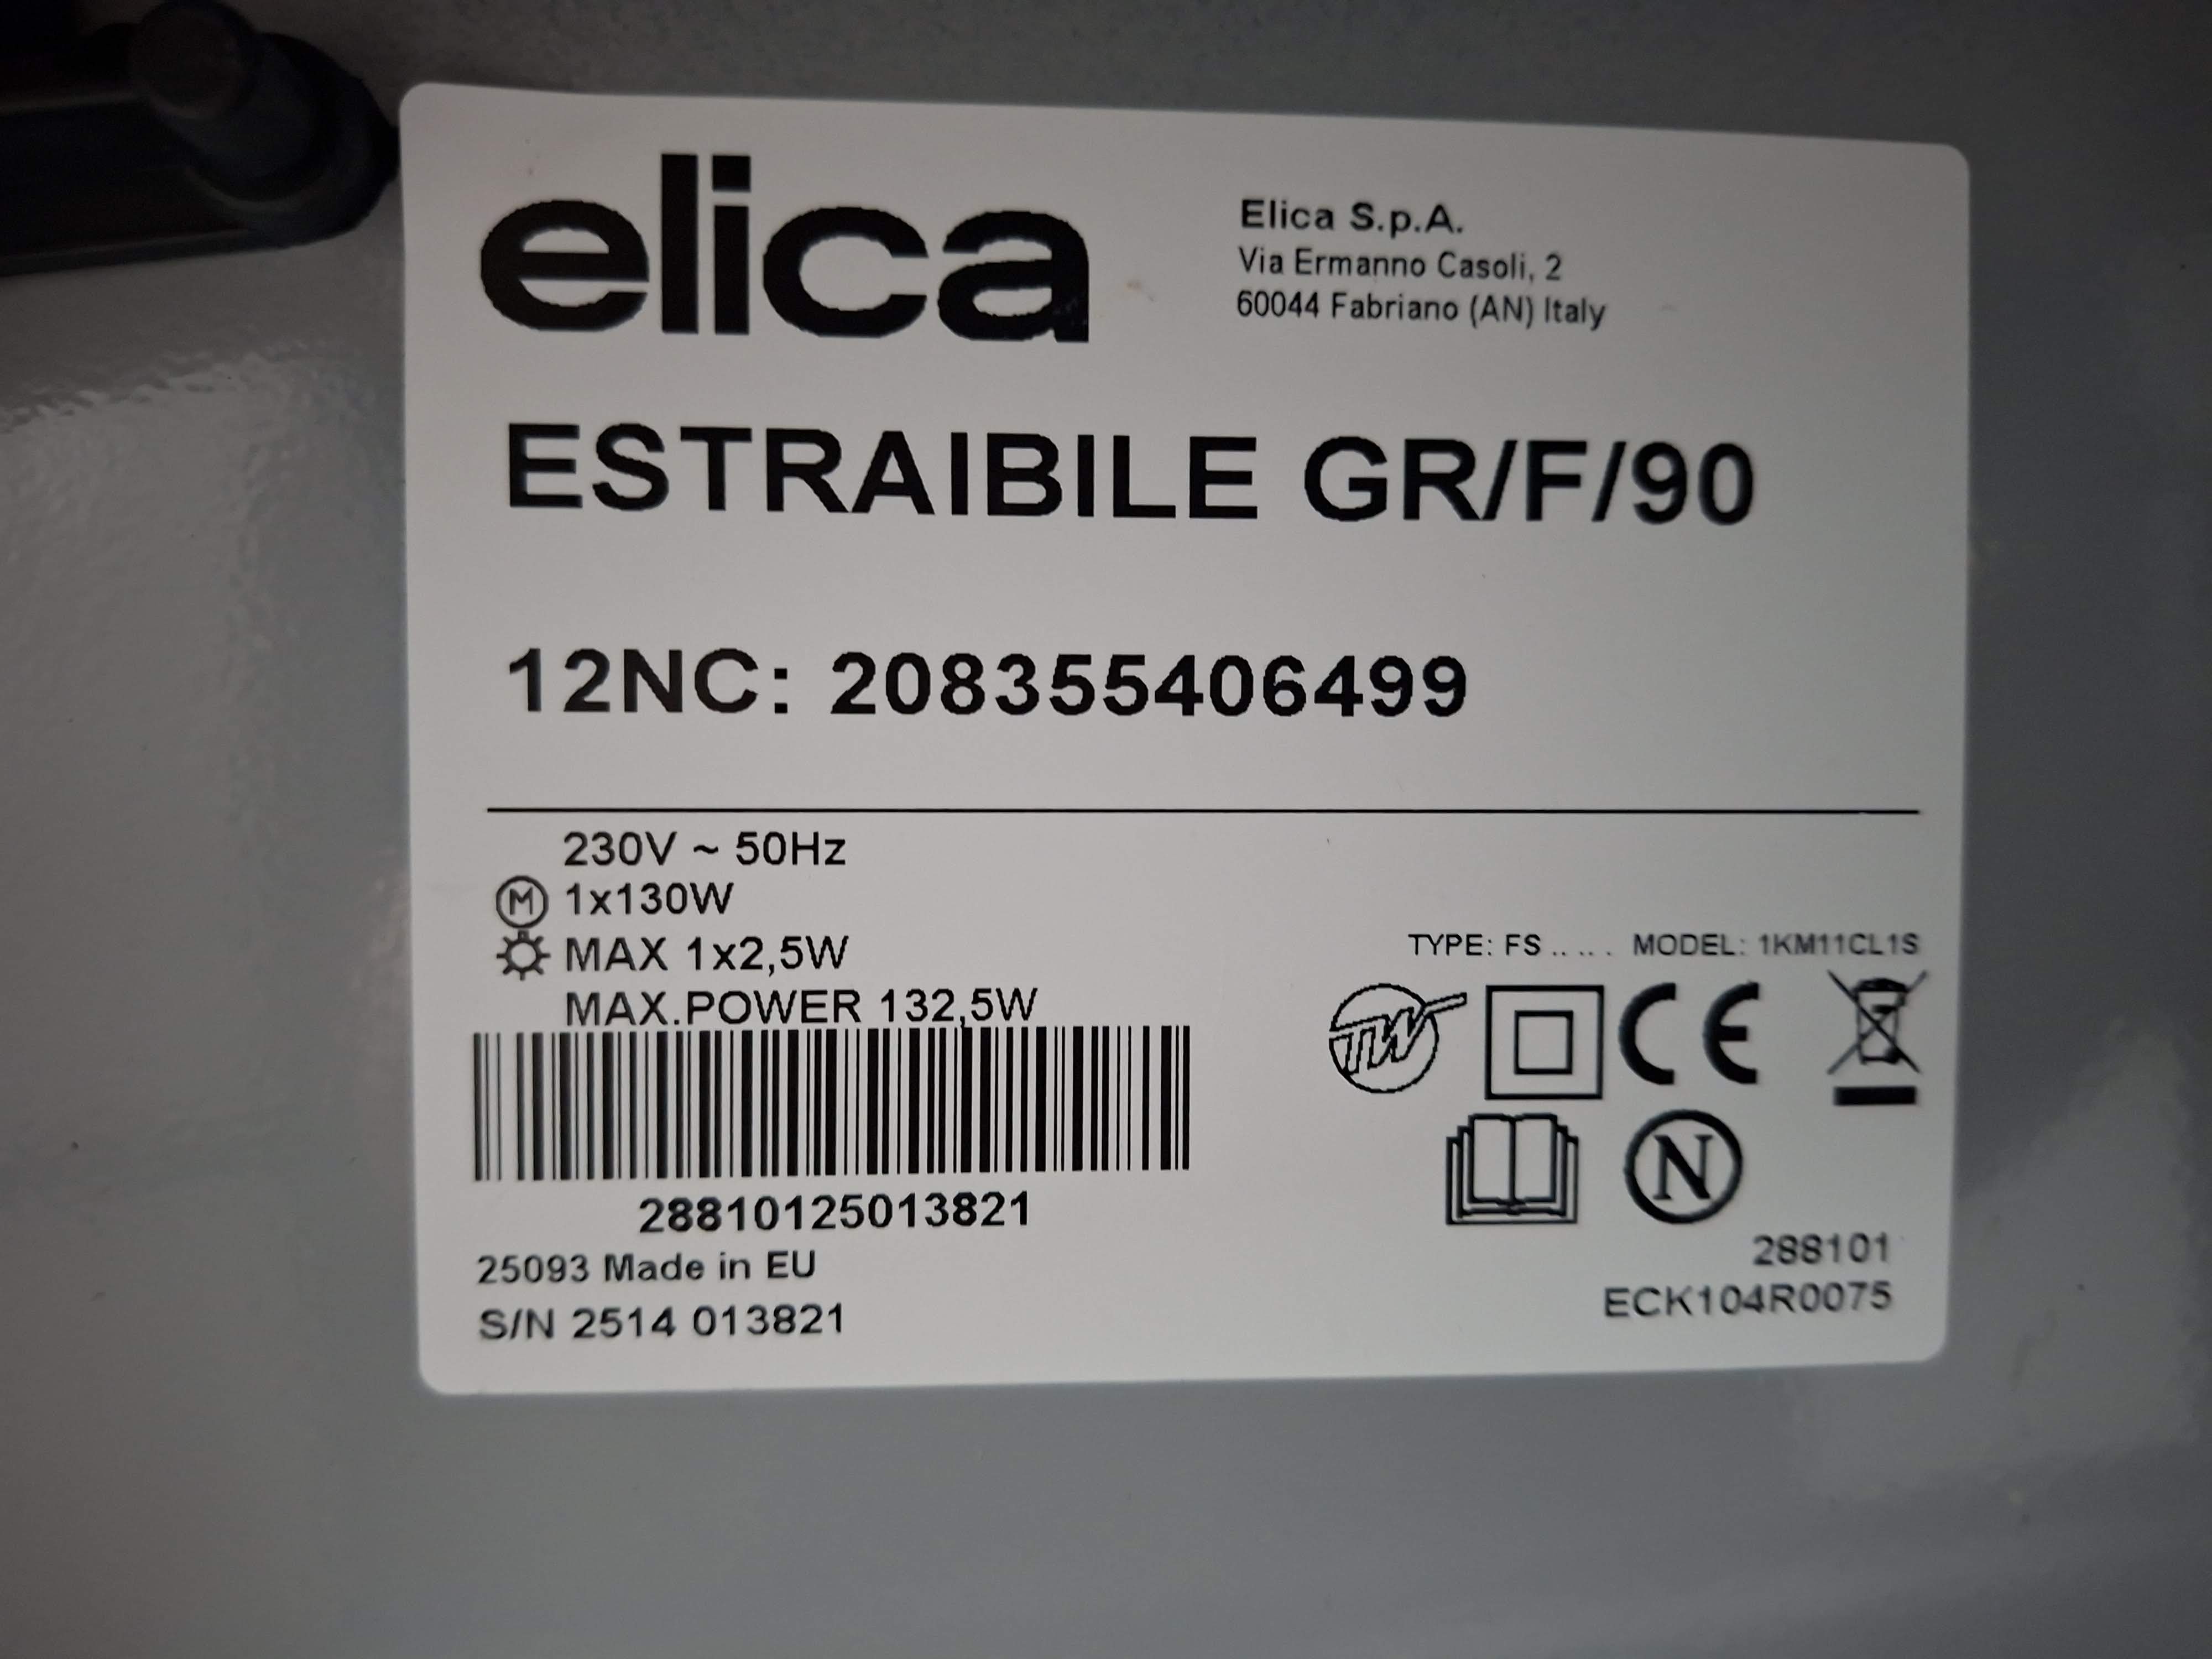 elica
Elica S.p.A.
Via Ermanno Casoli, 2
60044 Fabriano (AN) Italy
ESTRAIBILE GR/F/90
12NC: 208355406499
230V ~ 50Hz
M 1x130W
MAX 1x2,5W
MAX.POWER 132,5W
TYPE: FS ..... MODEL: 1KM11CL1S
TW
CE
N
28810125013821
25093 Made in EU
S/N 2514 013821
288101
ECK104R0075